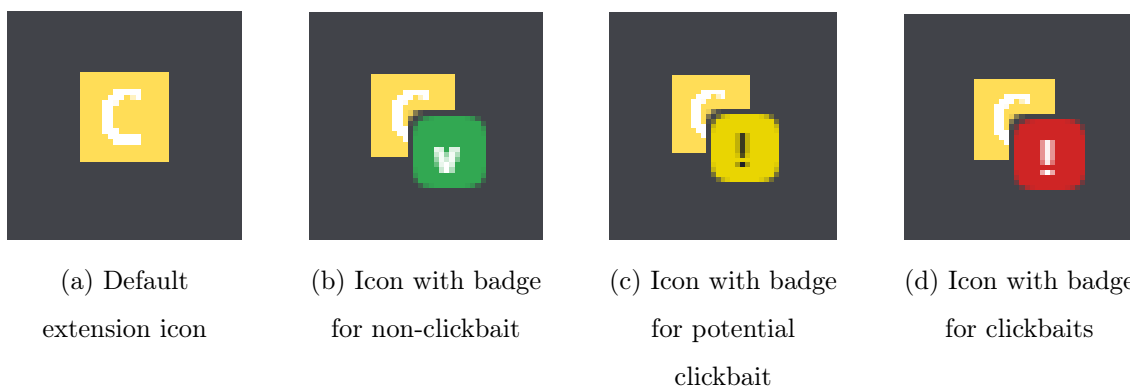 C
C
v
C
!
C
!
(a) Default
extension icon
(b) Icon with badge
for non-clickbait
(c) Icon with badge
for potential
clickbait
(d) Icon with badge
for clickbaits